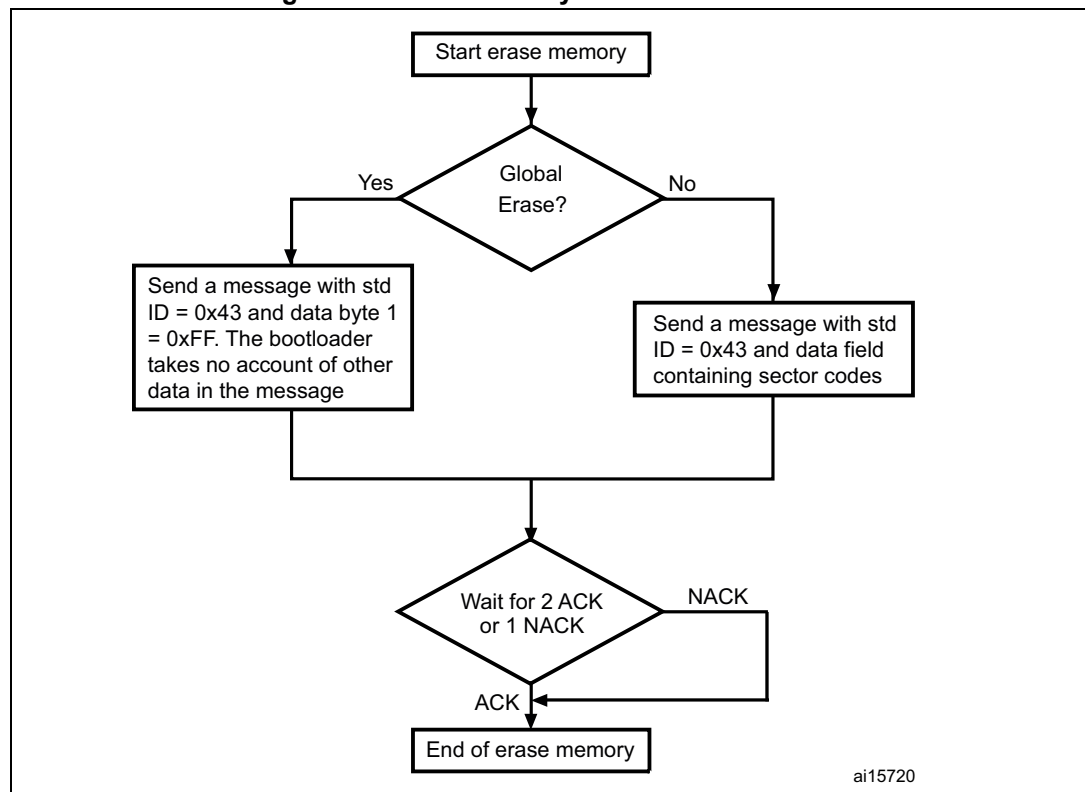 Start erase memory
Global
Erase?
Yes
No
Send a message with std
ID = 0x43 and data byte 1
= 0xFF. The bootloader
takes no account of other
data in the message
Send a message with std
ID = 0x43 and data field
containing sector codes
Wait for 2 ACK
or 1 NACK
NACK
ACK
End of erase memory
ai15720